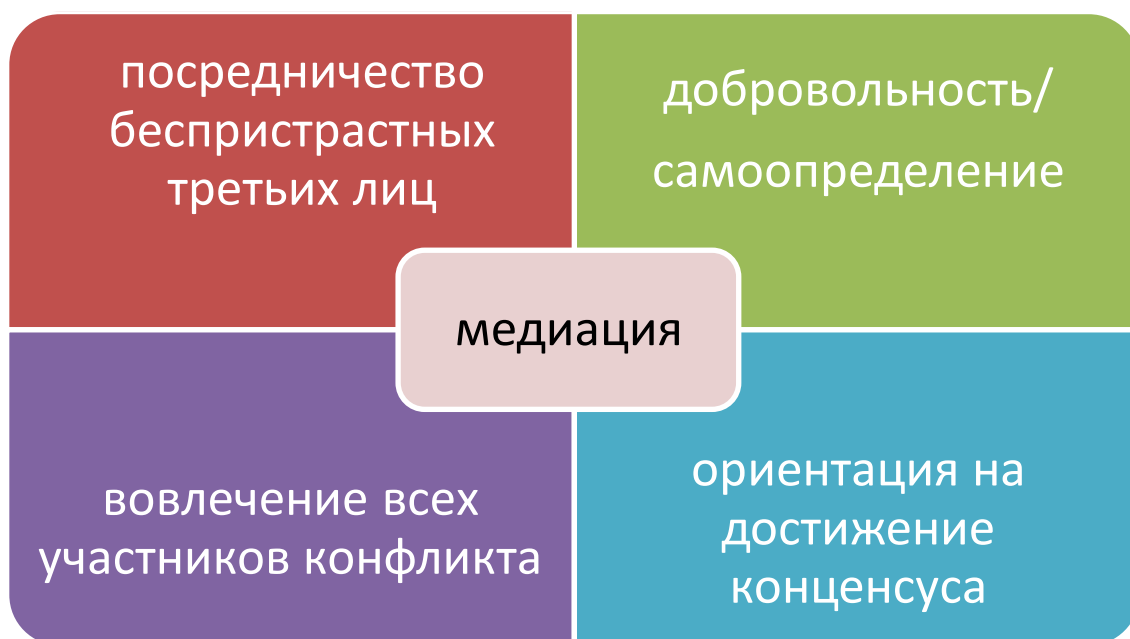 посредничество
беспристрастных
третьих лиц
добровольность/
самоопределение
медиация
вовлечение всех
участников конфликта
ориентация на
достижение
конценсуса